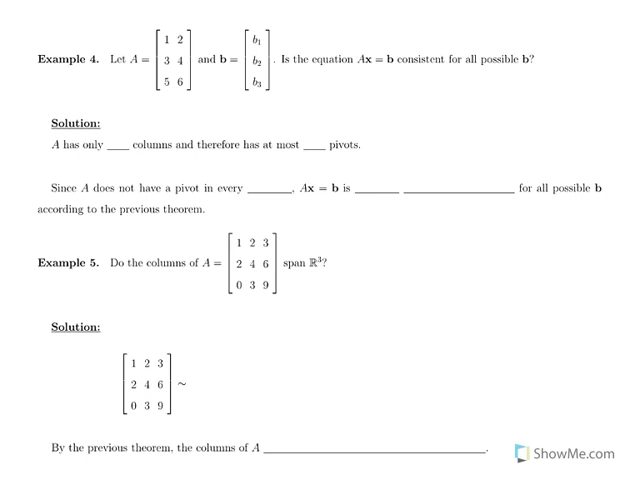 Example 4. Let A = [1 2; 3 4; 5 6] and b = [b₁; b₂; b₃]. Is the equation Ax = b consistent for all possible b?
Solution:
A has only ____ columns and therefore has at most ____ pivots.
Since A does not have a pivot in every ________, Ax = b is ________ ____________________ for all possible b
according to the previous theorem.
Example 5. Do the columns of A = [1 2 3; 2 4 6; 0 3 9] span ℝ³?
Solution:
[1 2 3; 2 4 6; 0 3 9] ~
By the previous theorem, the columns of A ________________________________________.
ShowMe.com